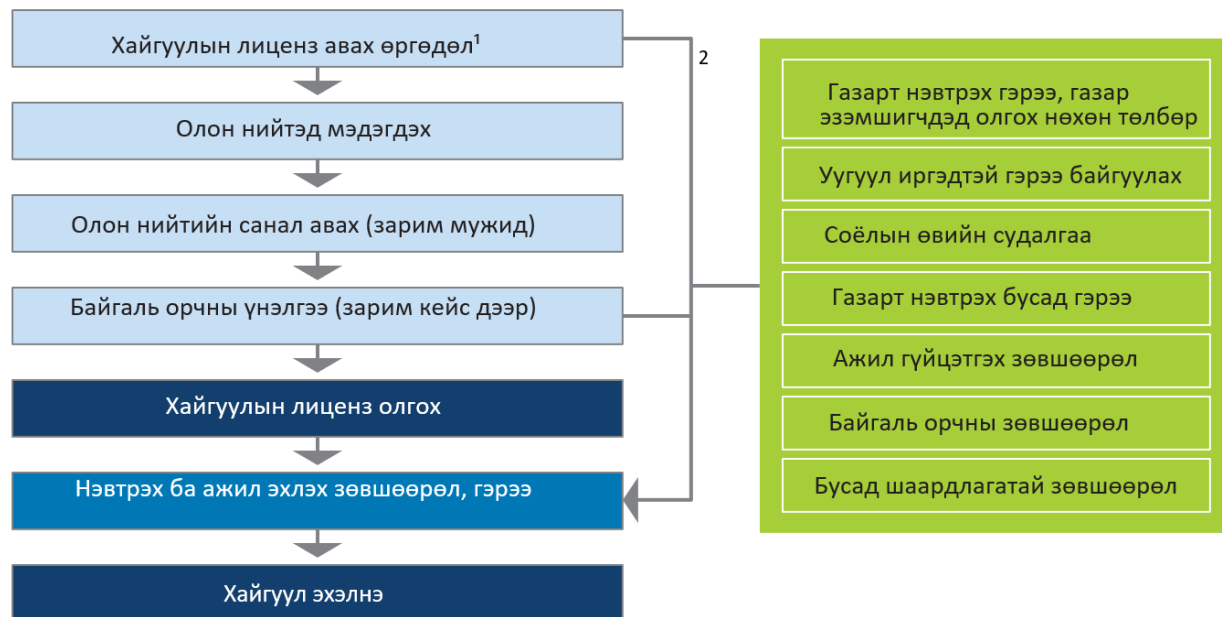 Хайгуулын лиценз авах өргөдөл¹
Олон нийтэд мэдэгдэх
Олон нийтийн санал авах (зарим мужид)
Байгаль орчны үнэлгээ (зарим кейс дээр)
Хайгуулын лиценз олгох
Нэвтрэх ба ажил эхлэх зөвшөөрөл, гэрээ
Хайгуул эхэлнэ
2
Газарт нэвтрэх гэрээ, газар
эзэмшигчдэд олгох нөхөн төлбөр
Уугуул иргэдтэй гэрээ байгуулах
Соёлын өвийн судалгаа
Газарт нэвтрэх бусад гэрээ
Ажил гүйцэтгэх зөвшөөрөл
Байгаль орчны зөвшөөрөл
Бусад шаардлагатай зөвшөөрөл